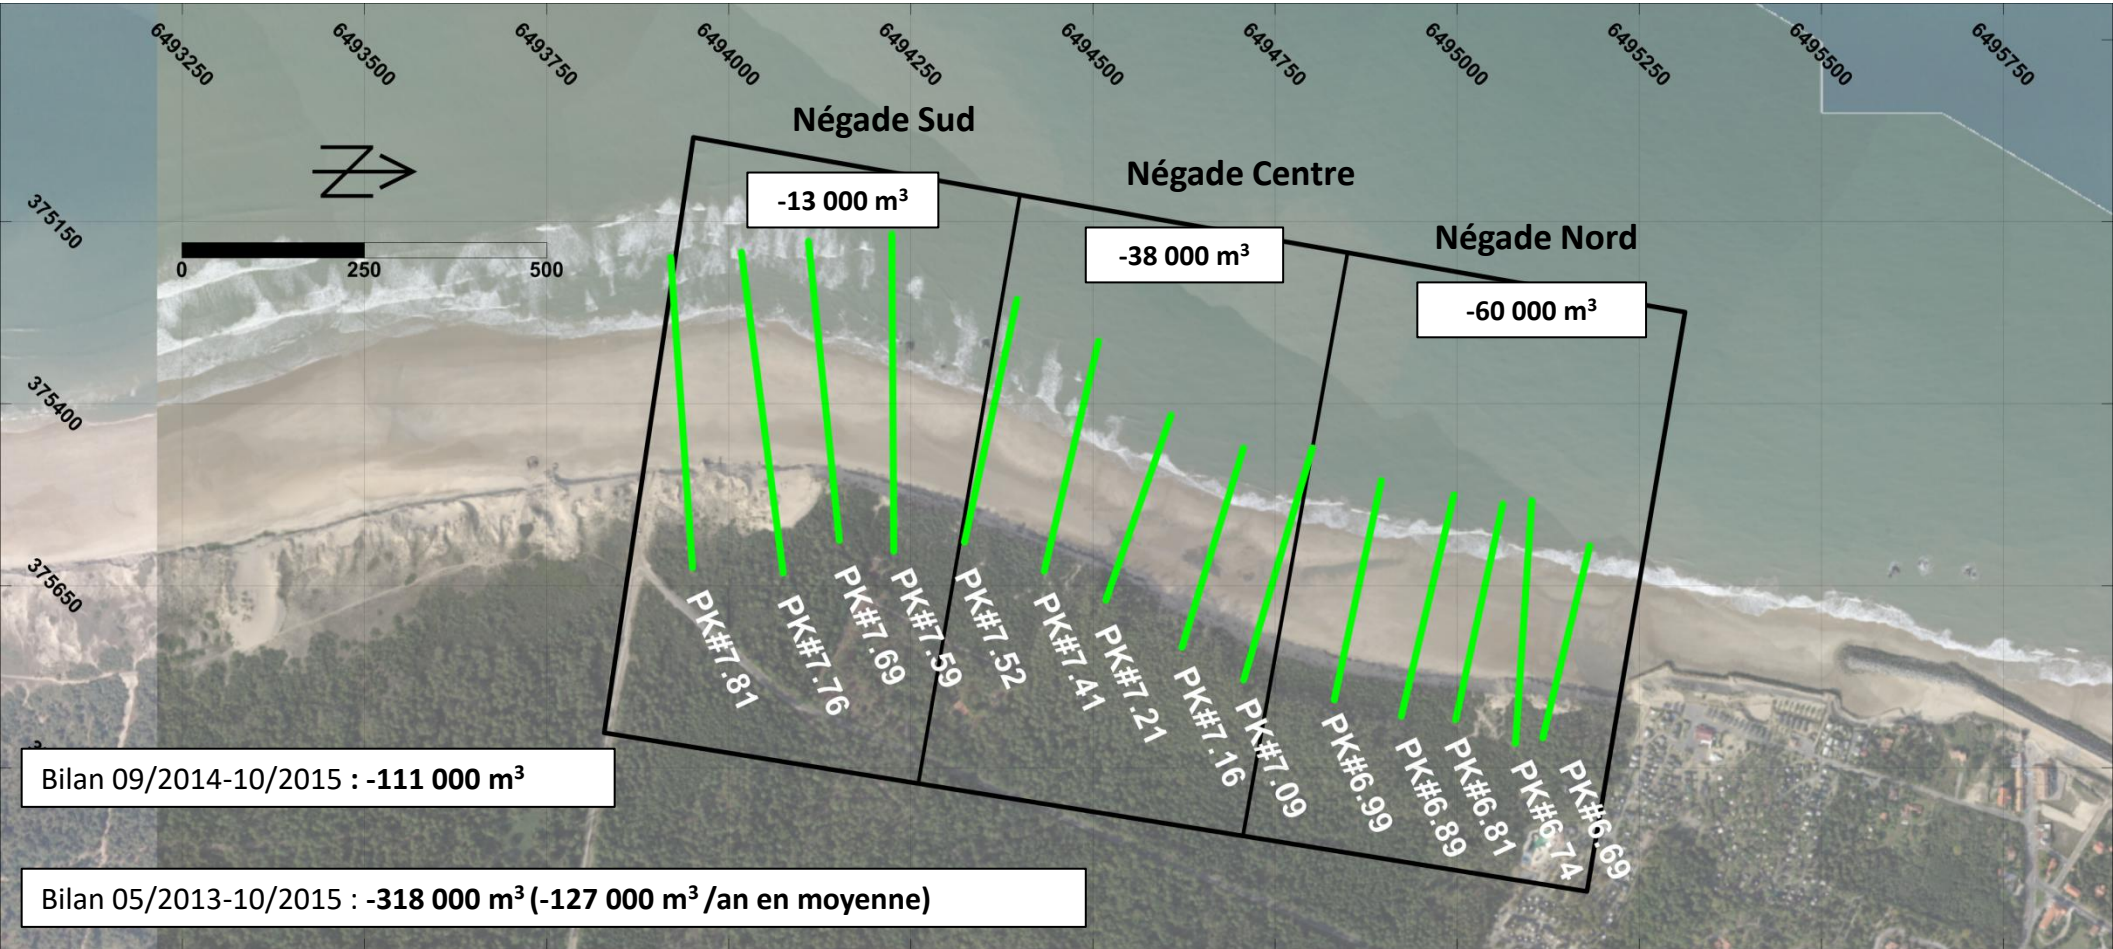 6493250
6493500
6493750
6494000
6494250
6494500
6494750
6495000
6495250
6495500
6495750
Négade Sud
-13 000 m³
Négade Centre
-38 000 m³
Négade Nord
-60 000 m³
N
0 250 500
375150
375400
375650
PK#7.81
PK#7.76
PK#7.69
PK#7.59
PK#7.52
PK#7.41
PK#7.21
PK#7.16
PK#7.09
PK#6.99
PK#6.89
PK#6.81
PK#6.74
PK#6.69
Bilan 09/2014-10/2015 : -111 000 m³
Bilan 05/2013-10/2015 : -318 000 m³ (-127 000 m³/an en moyenne)